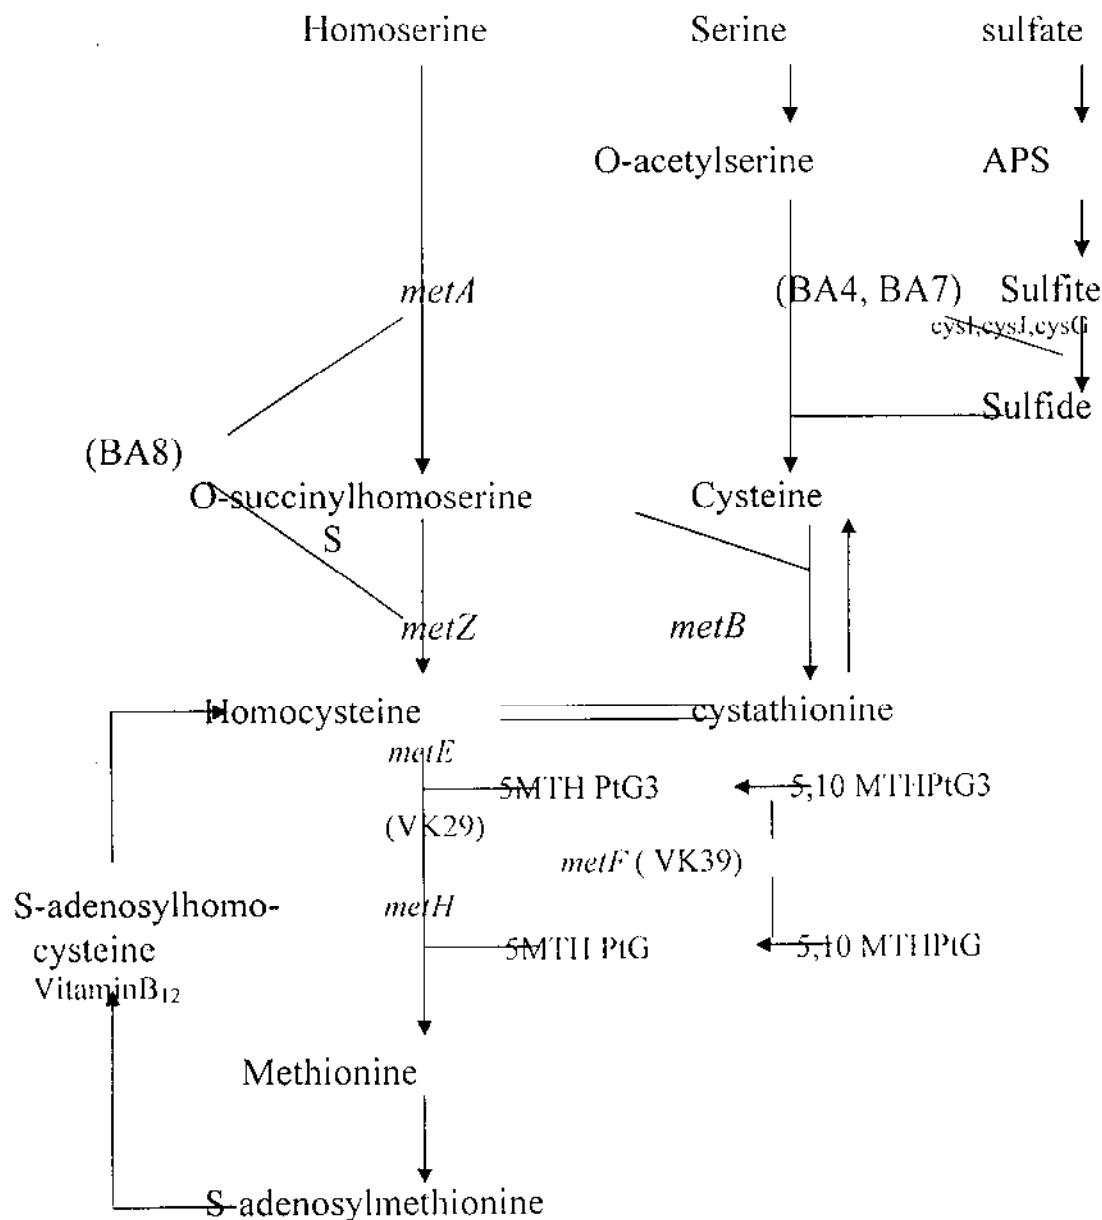 Homoserine Serine sulfate
O-acetylserine APS
metA (BA4, BA7) Sulfite
cysI,cysJ,cysG
Sulfide
(BA8)
O-succinylhomoserine Cysteine
S
metZ metB
Homocysteine cystathionine
metE
5MTH PtG3 5,10 MTHPtG3
(VK29)
metF ( VK39)
S-adenosylhomo- metH
cysteine 5MTH PtG 5,10 MTHPtG
VitaminB₁₂
Methionine
S-adenosylmethionine